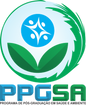 PPGSA
PROGRAMA DE PÓS-GRADUAÇÃO EM SAÚDE E AMBIENTE